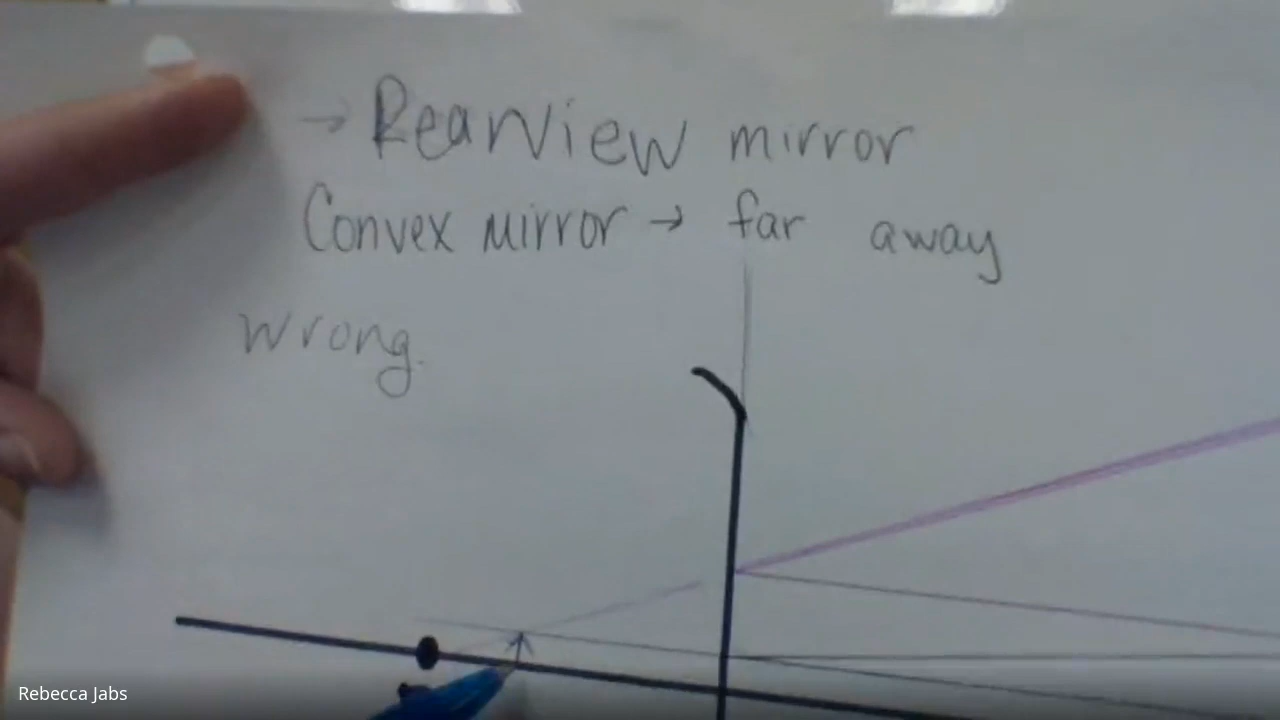 → Rearview mirror
Convex mirror → far away
wrong.
Rebecca Jabs